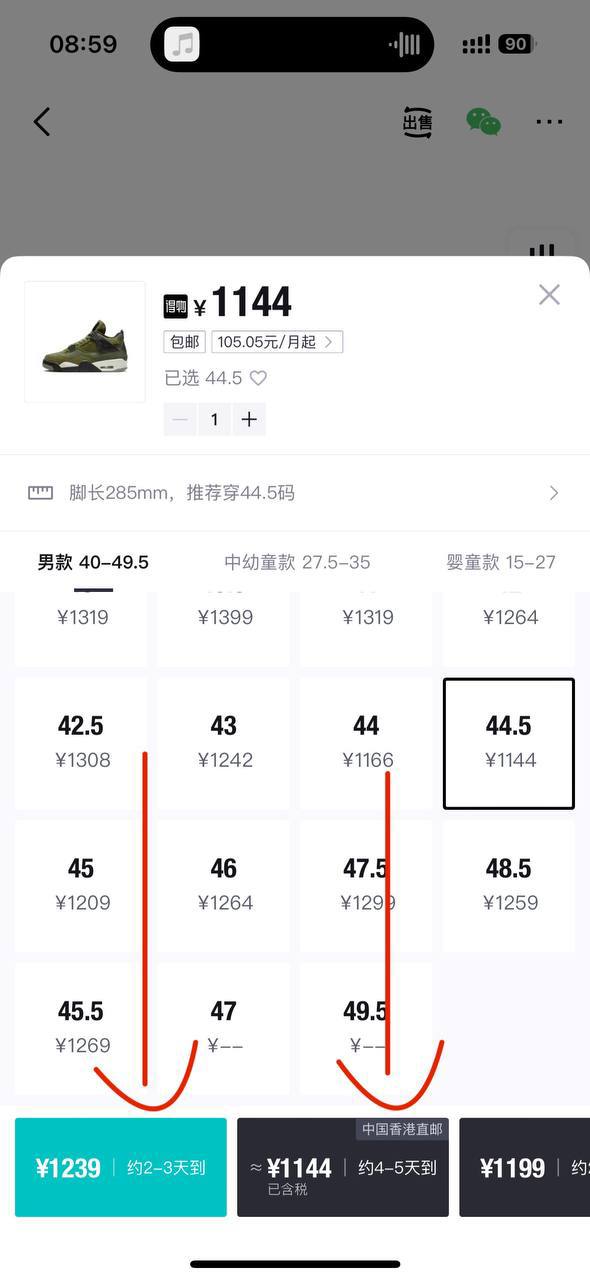 08:59
90
出售
得物 ¥1144
包邮 105.05元/月起 >
已选 44.5
1
脚长285mm，推荐穿44.5码
男款 40-49.5 中幼童款 27.5-35 婴童款 15-27
¥1319 ¥1399 ¥1319 ¥1264
42.5 43 44 44.5
¥1308 ¥1242 ¥1166 ¥1144
45 46 47.5 48.5
¥1209 ¥1264 ¥1299 ¥1259
45.5 47 49.5
¥1269 ¥-- ¥--
中国香港直邮
¥1239 | 约2-3天到 ≈¥1144 | 约4-5天到 ¥1199 | 约
已含税